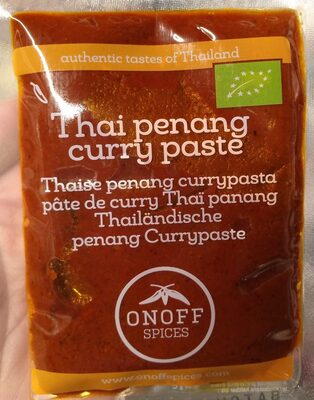 authentic tastes of Thailand
Thai penang
curry paste
Thaise penang currypasta
pâte de curry Thaï panang
Thailändische
penang Currypaste
ONOFF
SPICES
www.onoffspices.com